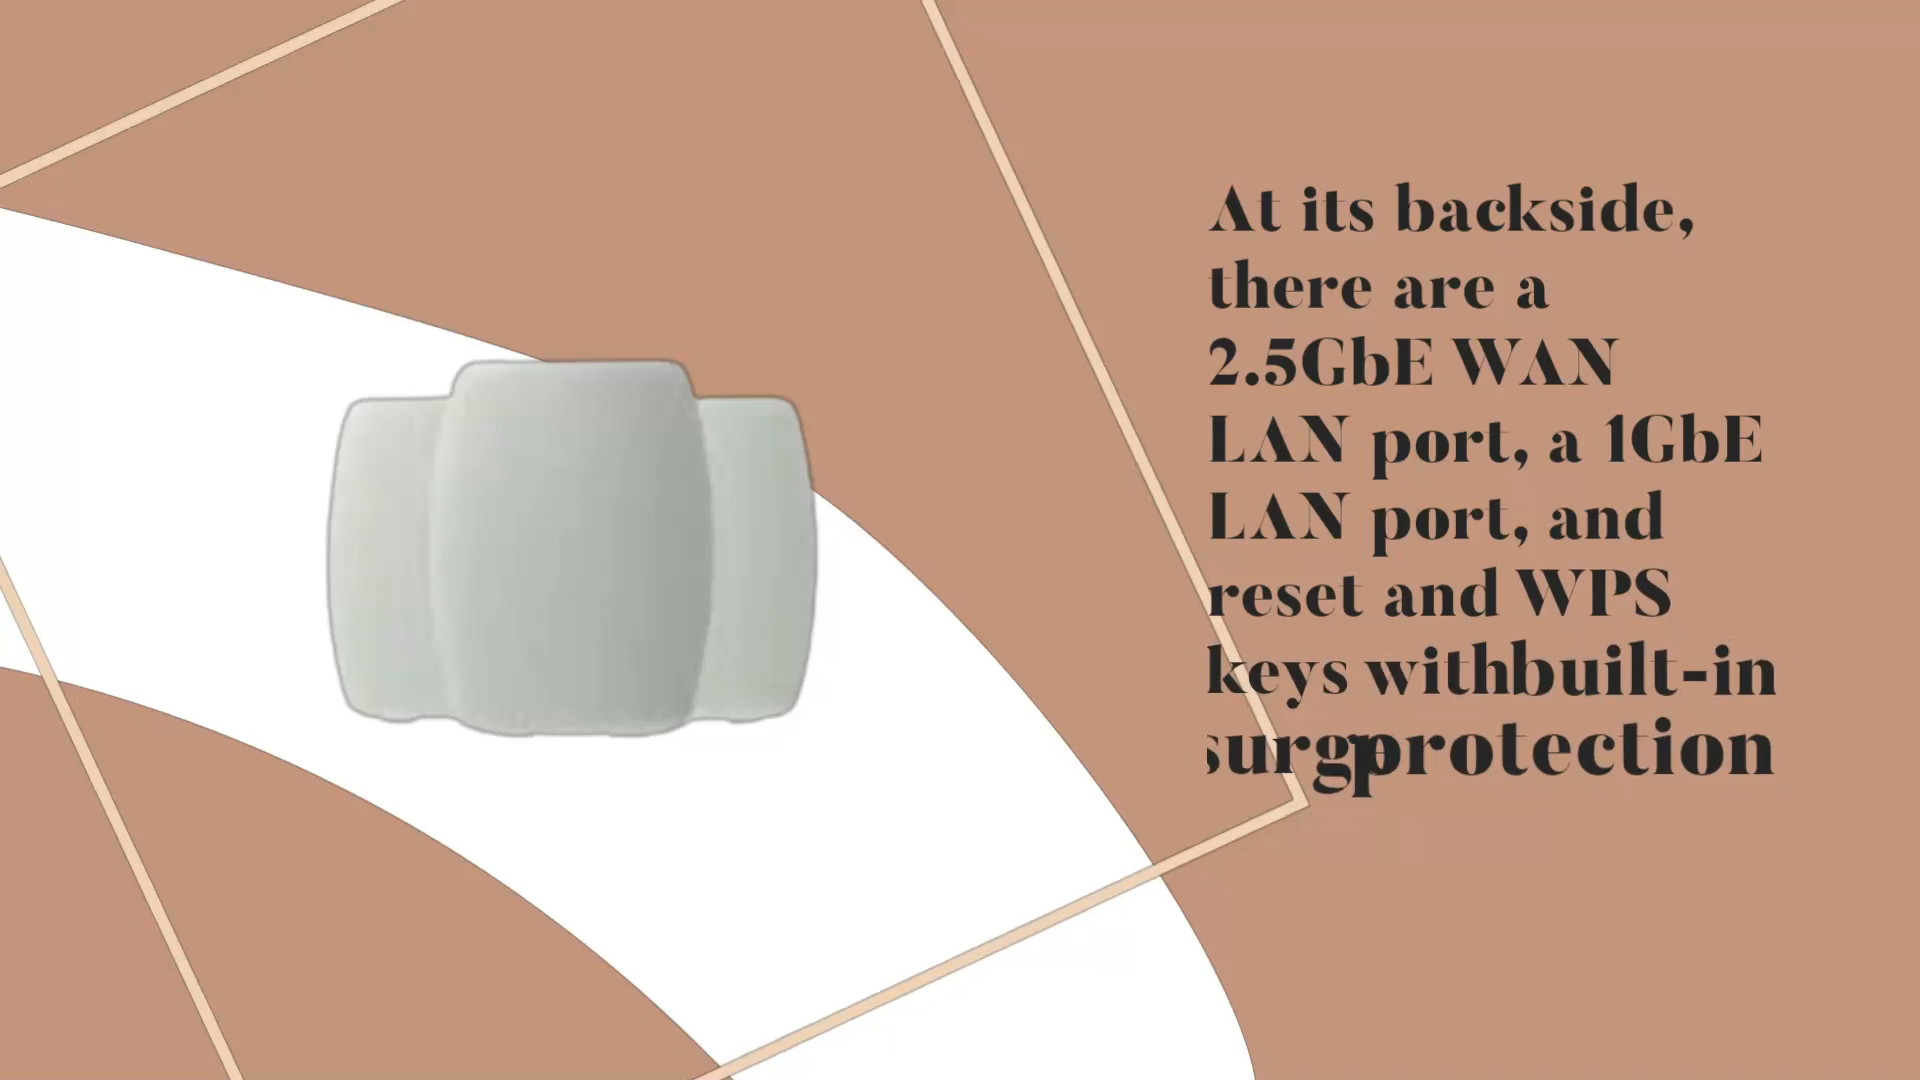 At its backside,
there are a
2.5GbE WAN
LAN port, a 1GbE
LAN port, and
reset and WPS
keys withbuilt-in
surge protection